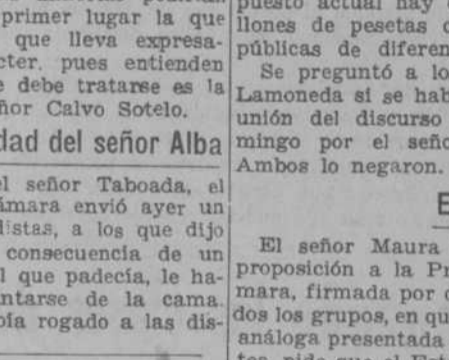 primer lugar la que
que lleva expresa-
cter, pues entienden
e debe tratarse es la
ñor Calvo Sotelo.
dad del señor Alba
el señor Taboada, el
ámara envió ayer un
distas, a los que dijo
consecuencia de un
l que padecía, le ha-
ntarse de la cama.
bía rogado a las dis-
puesto actual hay
llones de pesetas
públicas de diferen
Se preguntó a lo
Lamoneda si se hab
unión del discurso
mingo por el seño
Ambos lo negaron.
E
El señor Maura
proposición a la Pr
mara, firmada por
dos los grupos, en qu
análoga presentada